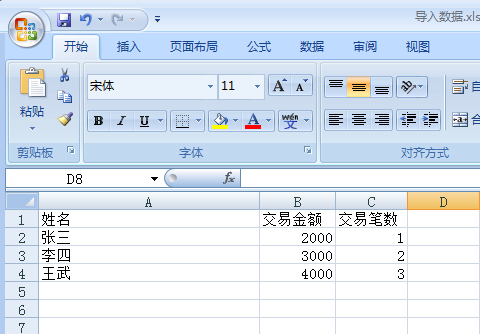 导入数据.xls
开始 插入 页面布局 公式 数据 审阅 视图
宋体 11 A A 自
粘贴 B I U A wén 文 合
剪贴板 字体 对齐方式
D8 fx
A B C D
1 姓名 交易金额 交易笔数
2 张三 2000 1
3 李四 3000 2
4 王武 4000 3
5
6
7